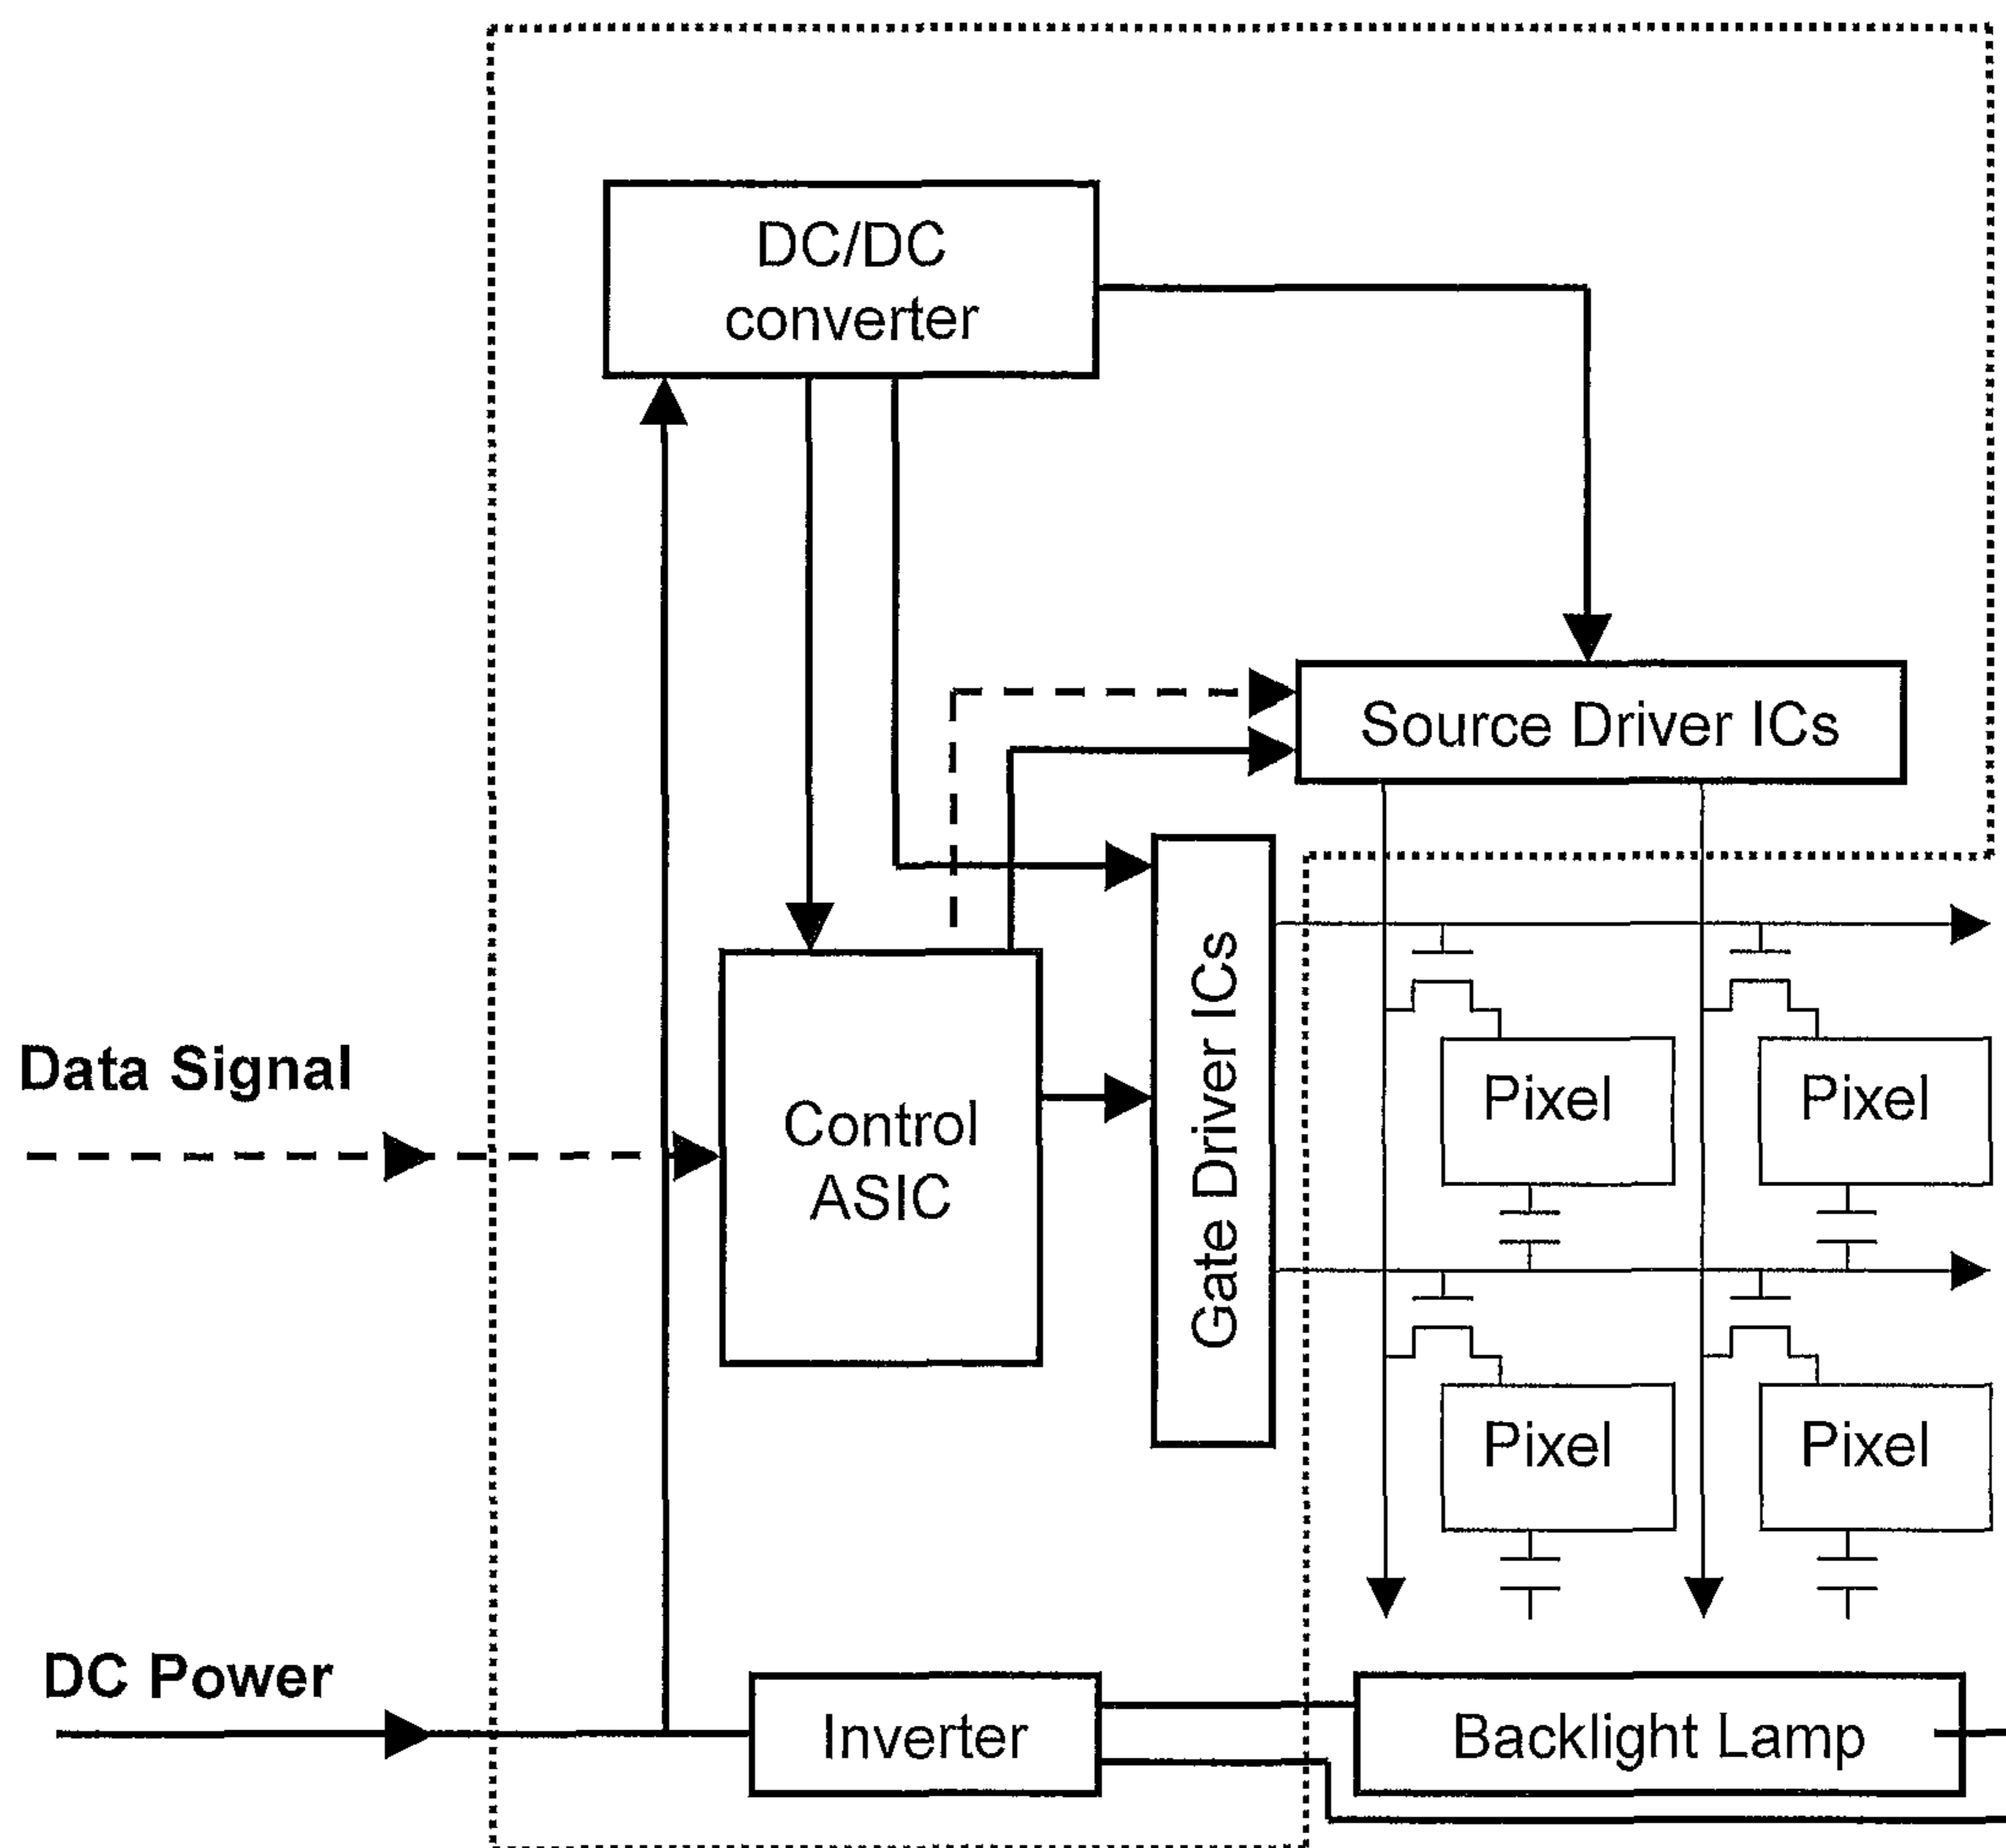 DC/DC
converter
Source Driver ICs
Gate Driver ICs
Data Signal
Control
ASIC
Pixel
Pixel
Pixel
Pixel
DC Power
Inverter
Backlight Lamp